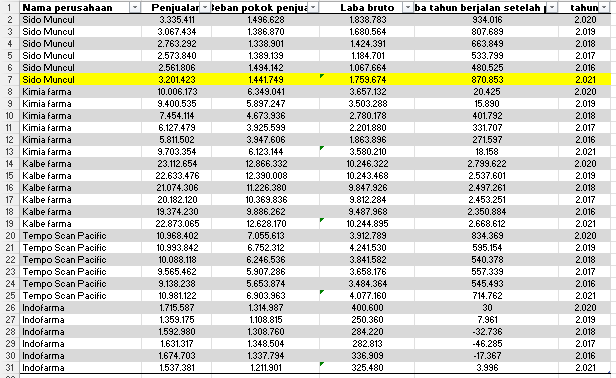 1 Nama perusahaan Penjualan Beban pokok penjua Laba bruto ba tahun berjalan setelah p tahun
2 Sido Muncul 3.335.411 1.496.628 1.838.783 934.016 2.020
3 Sido Muncul 3.067.434 1.386.870 1.680.564 807.689 2.019
4 Sido Muncul 2.763.292 1.338.901 1.424.391 663.849 2.018
5 Sido Muncul 2.573.840 1.389.139 1.184.701 533.799 2.017
6 Sido Muncul 2.561.806 1.494.142 1.067.664 480.525 2.016
7 Sido Muncul 3.201.423 1.441.749 1.759.674 870.853 2.021
8 Kimia farma 10.006.173 6.349.041 3.657.132 20.425 2.020
9 Kimia farma 9.400.535 5.897.247 3.503.288 15.890 2.019
10 Kimia farma 7.454.114 4.673.936 2.780.178 401.792 2.018
11 Kimia farma 6.127.479 3.925.599 2.201.880 331.707 2.017
12 Kimia farma 5.811.502 3.947.606 1.863.896 271.597 2.016
13 Kimia farma 9.703.354 6.123.144 3.580.210 18.158 2.021
14 Kalbe farma 23.112.654 12.866.332 10.246.322 2.799.622 2.020
15 Kalbe farma 22.633.476 12.390.008 10.243.468 2.537.601 2.019
16 Kalbe farma 21.074.306 11.226.380 9.847.926 2.497.261 2.018
17 Kalbe farma 20.182.120 10.369.836 9.812.284 2.453.251 2.017
18 Kalbe farma 19.374.230 9.886.262 9.487.968 2.350.884 2.016
19 Kalbe farma 22.873.065 12.628.170 10.244.895 2.668.612 2.021
20 Tempo Scan Pacific 10.968.402 7.055.613 3.912.789 834.369 2.020
21 Tempo Scan Pacific 10.993.842 6.752.312 4.241.530 595.154 2.019
22 Tempo Scan Pacific 10.088.118 6.246.536 3.841.582 540.378 2.018
23 Tempo Scan Pacific 9.565.462 5.907.286 3.658.176 557.339 2.017
24 Tempo Scan Pacific 9.138.238 5.653.874 3.484.364 545.493 2.016
25 Tempo Scan Pacific 10.981.122 6.903.963 4.077.160 714.762 2.021
26 Indofarma 1.715.587 1.314.987 400.600 30 2.020
27 Indofarma 1.359.175 1.108.815 250.360 7.961 2.019
28 Indofarma 1.592.980 1.308.760 284.220 -32.736 2.018
29 Indofarma 1.631.317 1.348.504 282.813 -46.285 2.017
30 Indofarma 1.674.703 1.337.794 336.909 -17.367 2.016
31 Indofarma 1.537.381 1.211.901 325.480 3.996 2.021